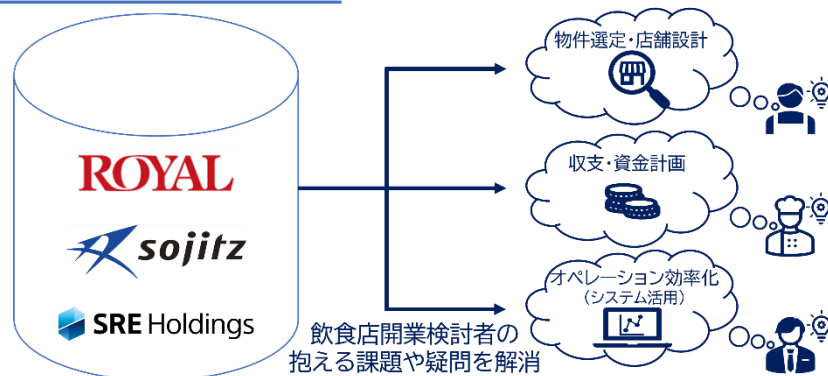 ROYAL
sojitz
SRE Holdings
物件選定・店舗設計
収支・資金計画
オペレーション効率化
(システム活用)
飲食店開業検討者の
抱える課題や疑問を解消